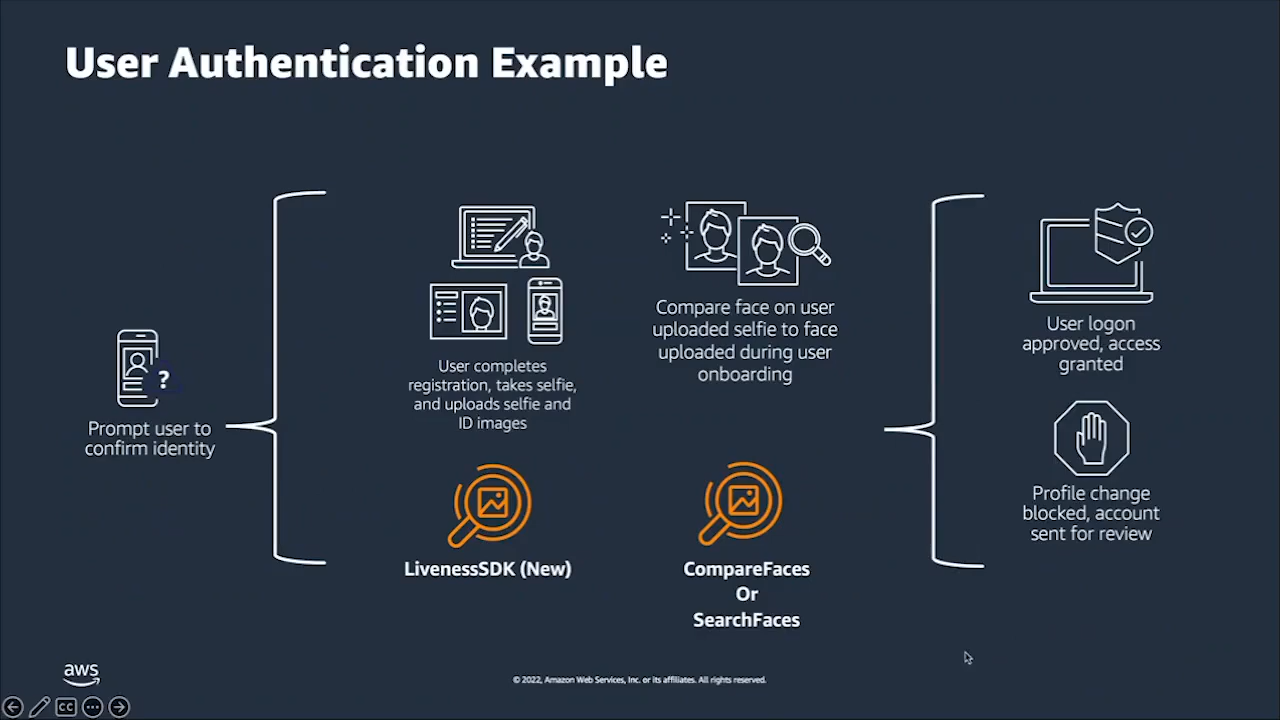 User Authentication Example
?
Prompt user to
confirm identity
User completes
registration, takes selfie,
and uploads selfie and
ID images
LivenessSDK (New)
Compare face on user
uploaded selfie to face
uploaded during user
onboarding
CompareFaces
Or
SearchFaces
User logon
approved, access
granted
Profile change
blocked, account
sent for review
aws
© 2022, Amazon Web Services, Inc. or its affiliates. All rights reserved.
CC